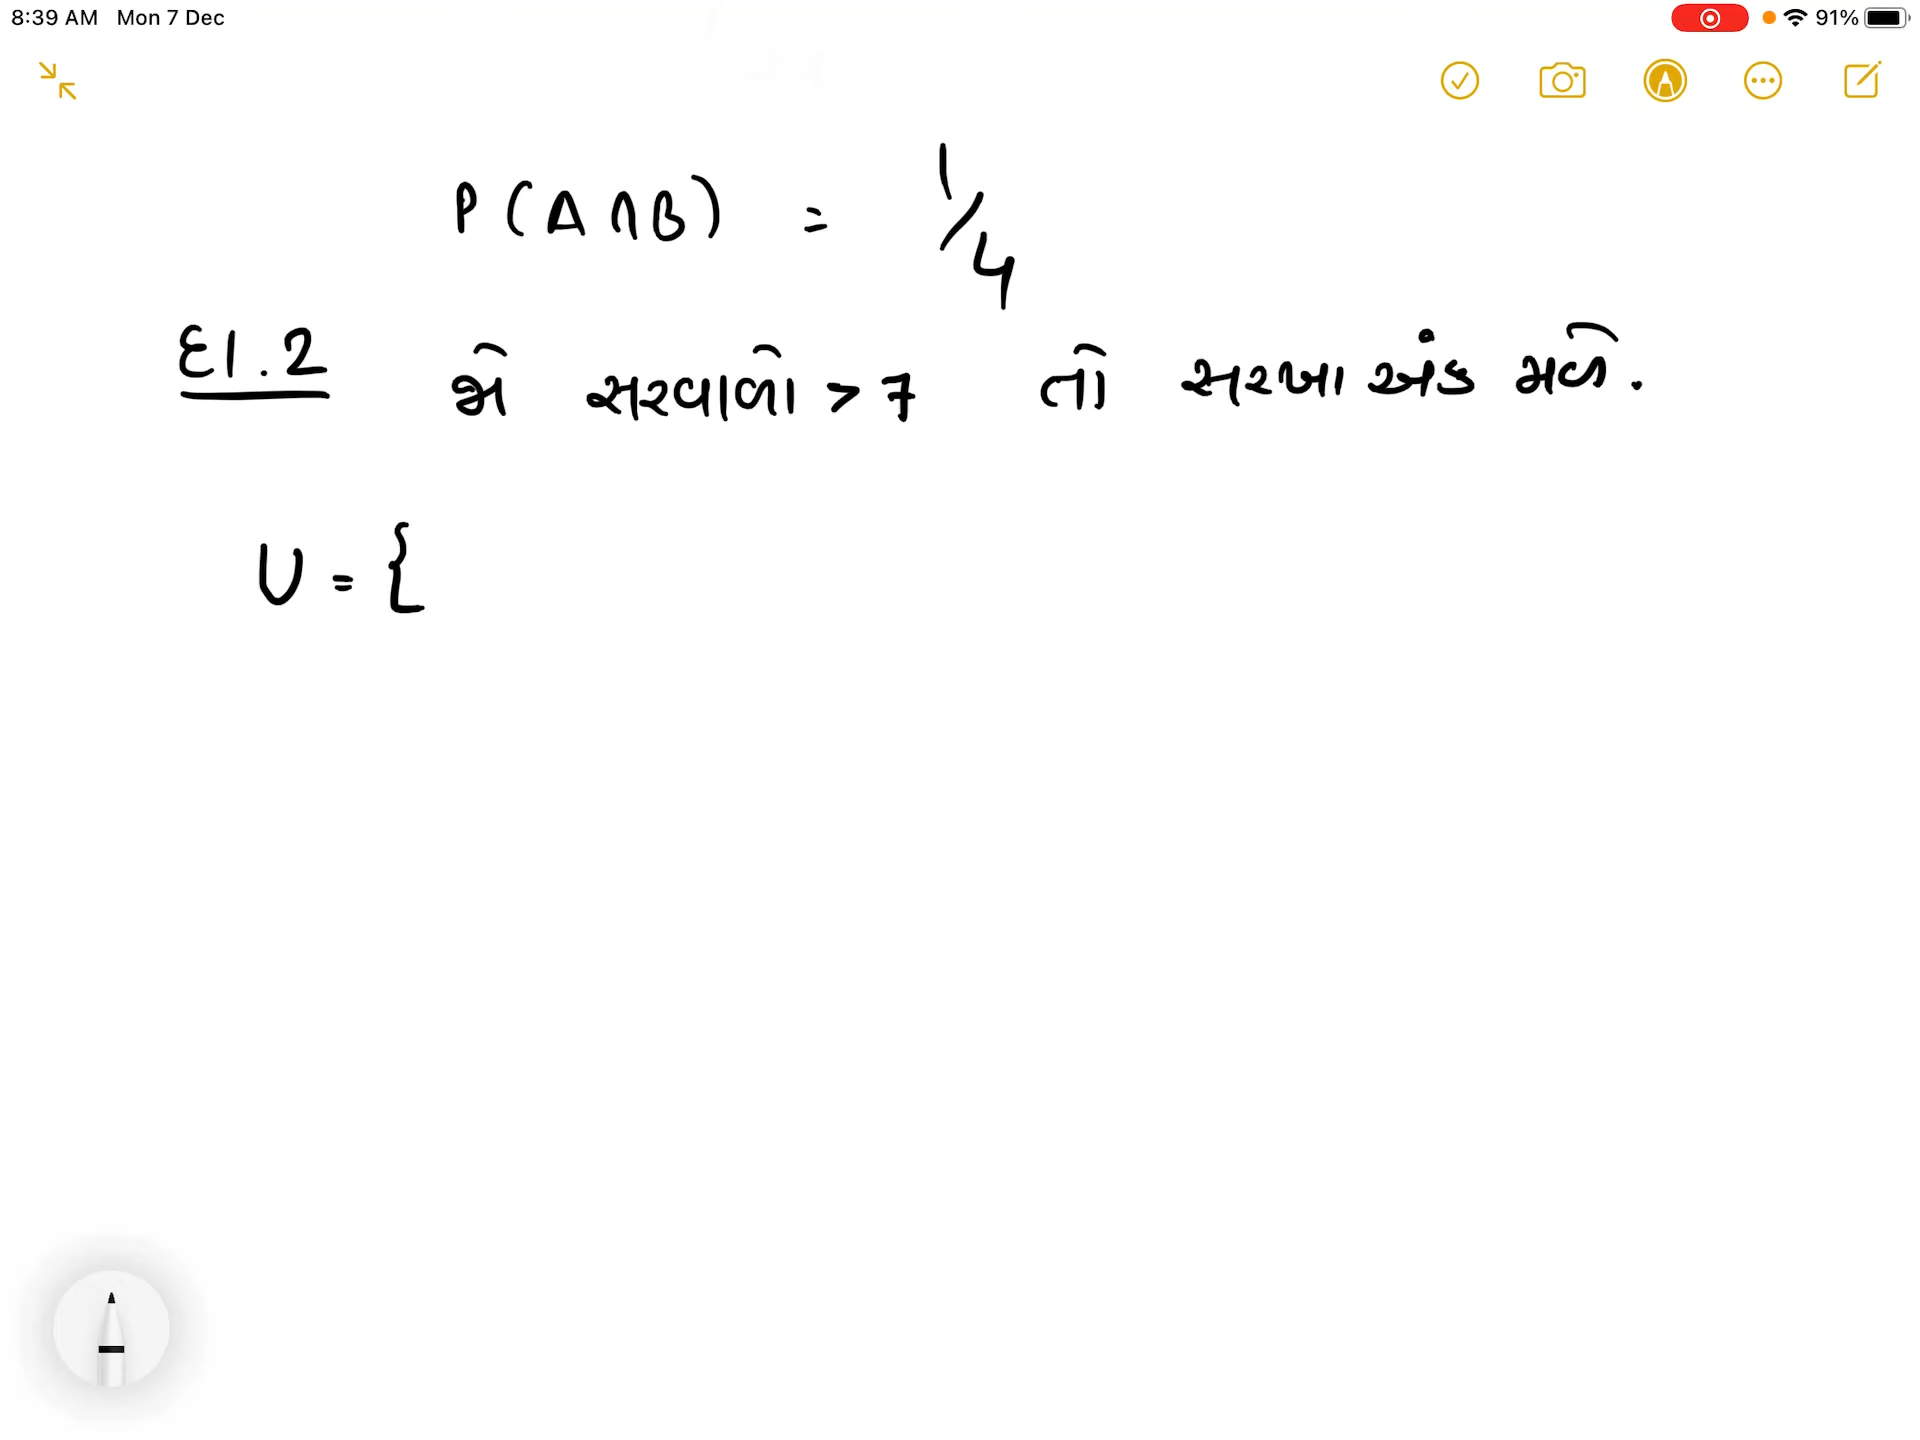 8:39 AM Mon 7 Dec 91%
P(A∩B) = 1/4
દા.2 જો સરવાળો > 7 તો સરખા અંક મળે.
U = {